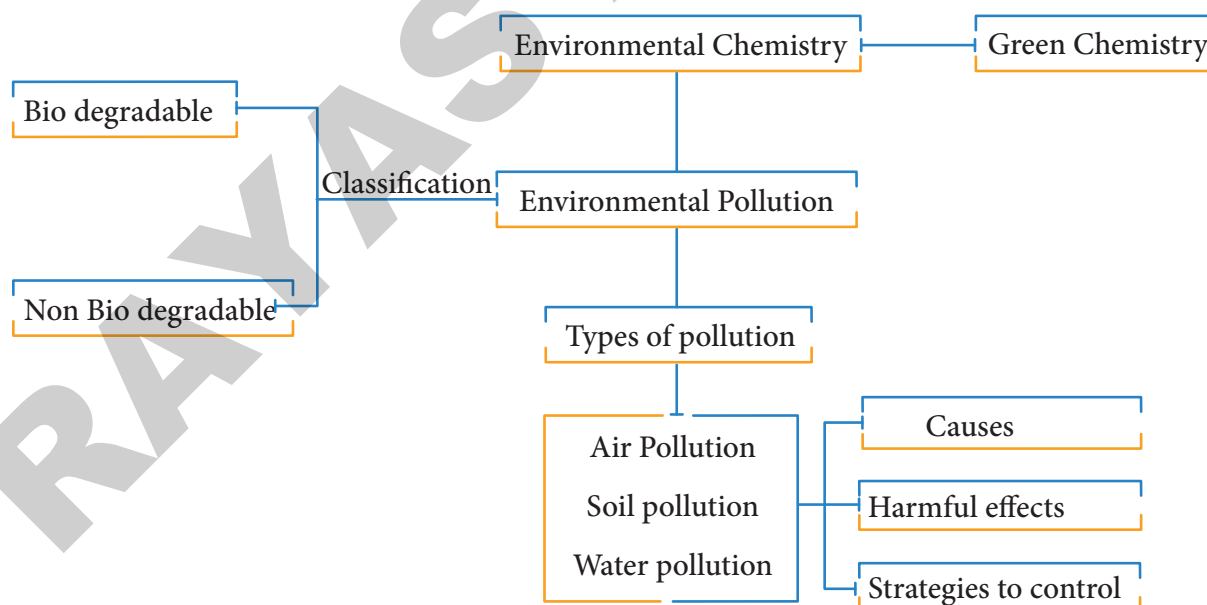 Environmental Chemistry
Green Chemistry
Bio degradable
Classification
Environmental Pollution
Non Bio degradable
Types of pollution
Air Pollution
Soil pollution
Water pollution
Causes
Harmful effects
Strategies to control
RAYAS